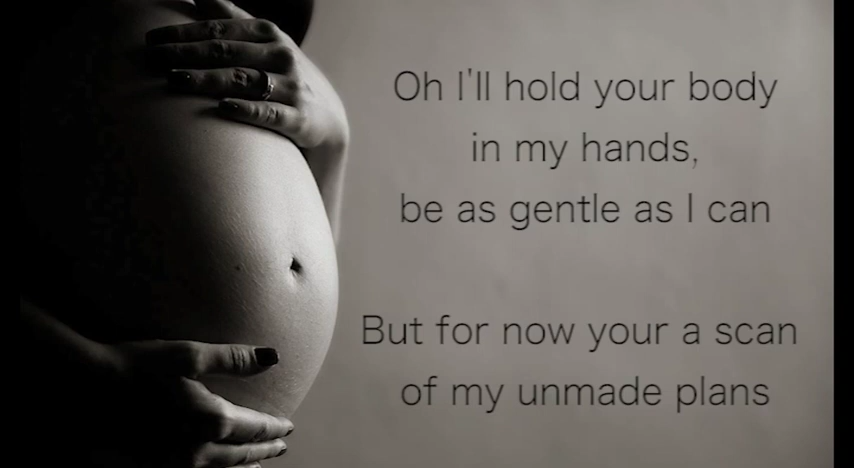 Oh I'll hold your body
in my hands,
be as gentle as I can
But for now your a scan
of my unmade plans